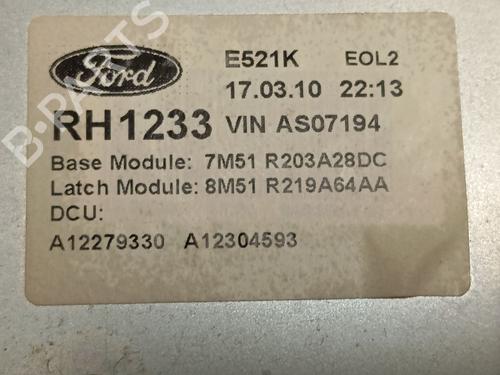 Ford
E521K EOL2
17.03.10 22:13
RH1233 VIN AS07194
Base Module: 7M51 R203A28DC
Latch Module: 8M51 R219A64AA
DCU:
A12279330 A12304593
B-PARTS